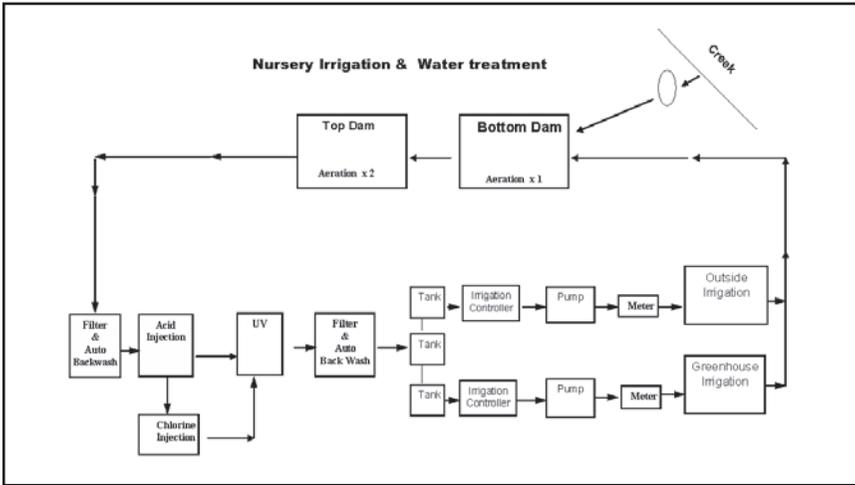 Nursery Irrigation & Water treatment
Creek
Top Dam
Aeration x 2
Bottom Dam
Aeration x 1
Filter
&
Auto
Backwash
Acid
Injection
Chlorine
Injection
UV
Filter
&
Auto
Back Wash
Tank
Tank
Tank
Irrigation
Controller
Pump
Meter
Outside
Irrigation
Irrigation
Controller
Pump
Meter
Greenhouse
Irrigation